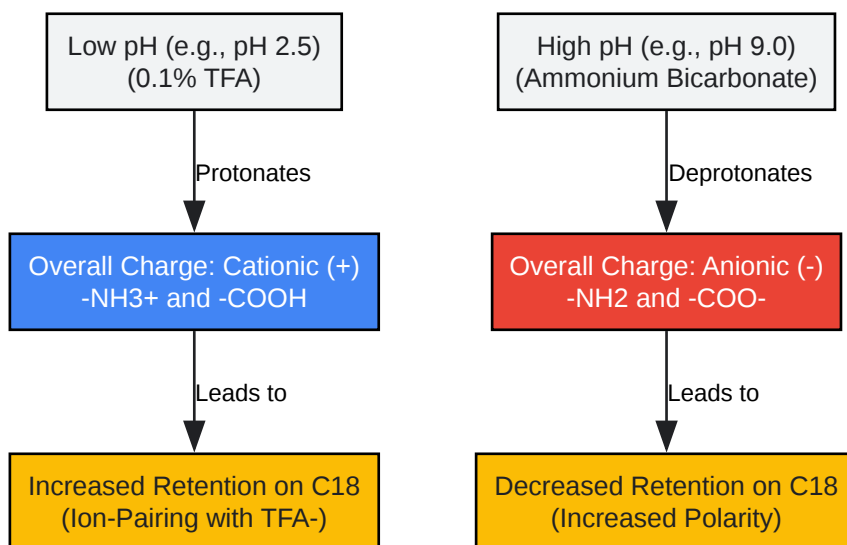 Low pH (e.g., pH 2.5)
(0.1% TFA)
Protonates
Overall Charge: Cationic (+)
-NH3+ and -COOH
Leads to
Increased Retention on C18
(Ion-Pairing with TFA-)
High pH (e.g., pH 9.0)
(Ammonium Bicarbonate)
Deprotonates
Overall Charge: Anionic (-)
-NH2 and -COO-
Leads to
Decreased Retention on C18
(Increased Polarity)